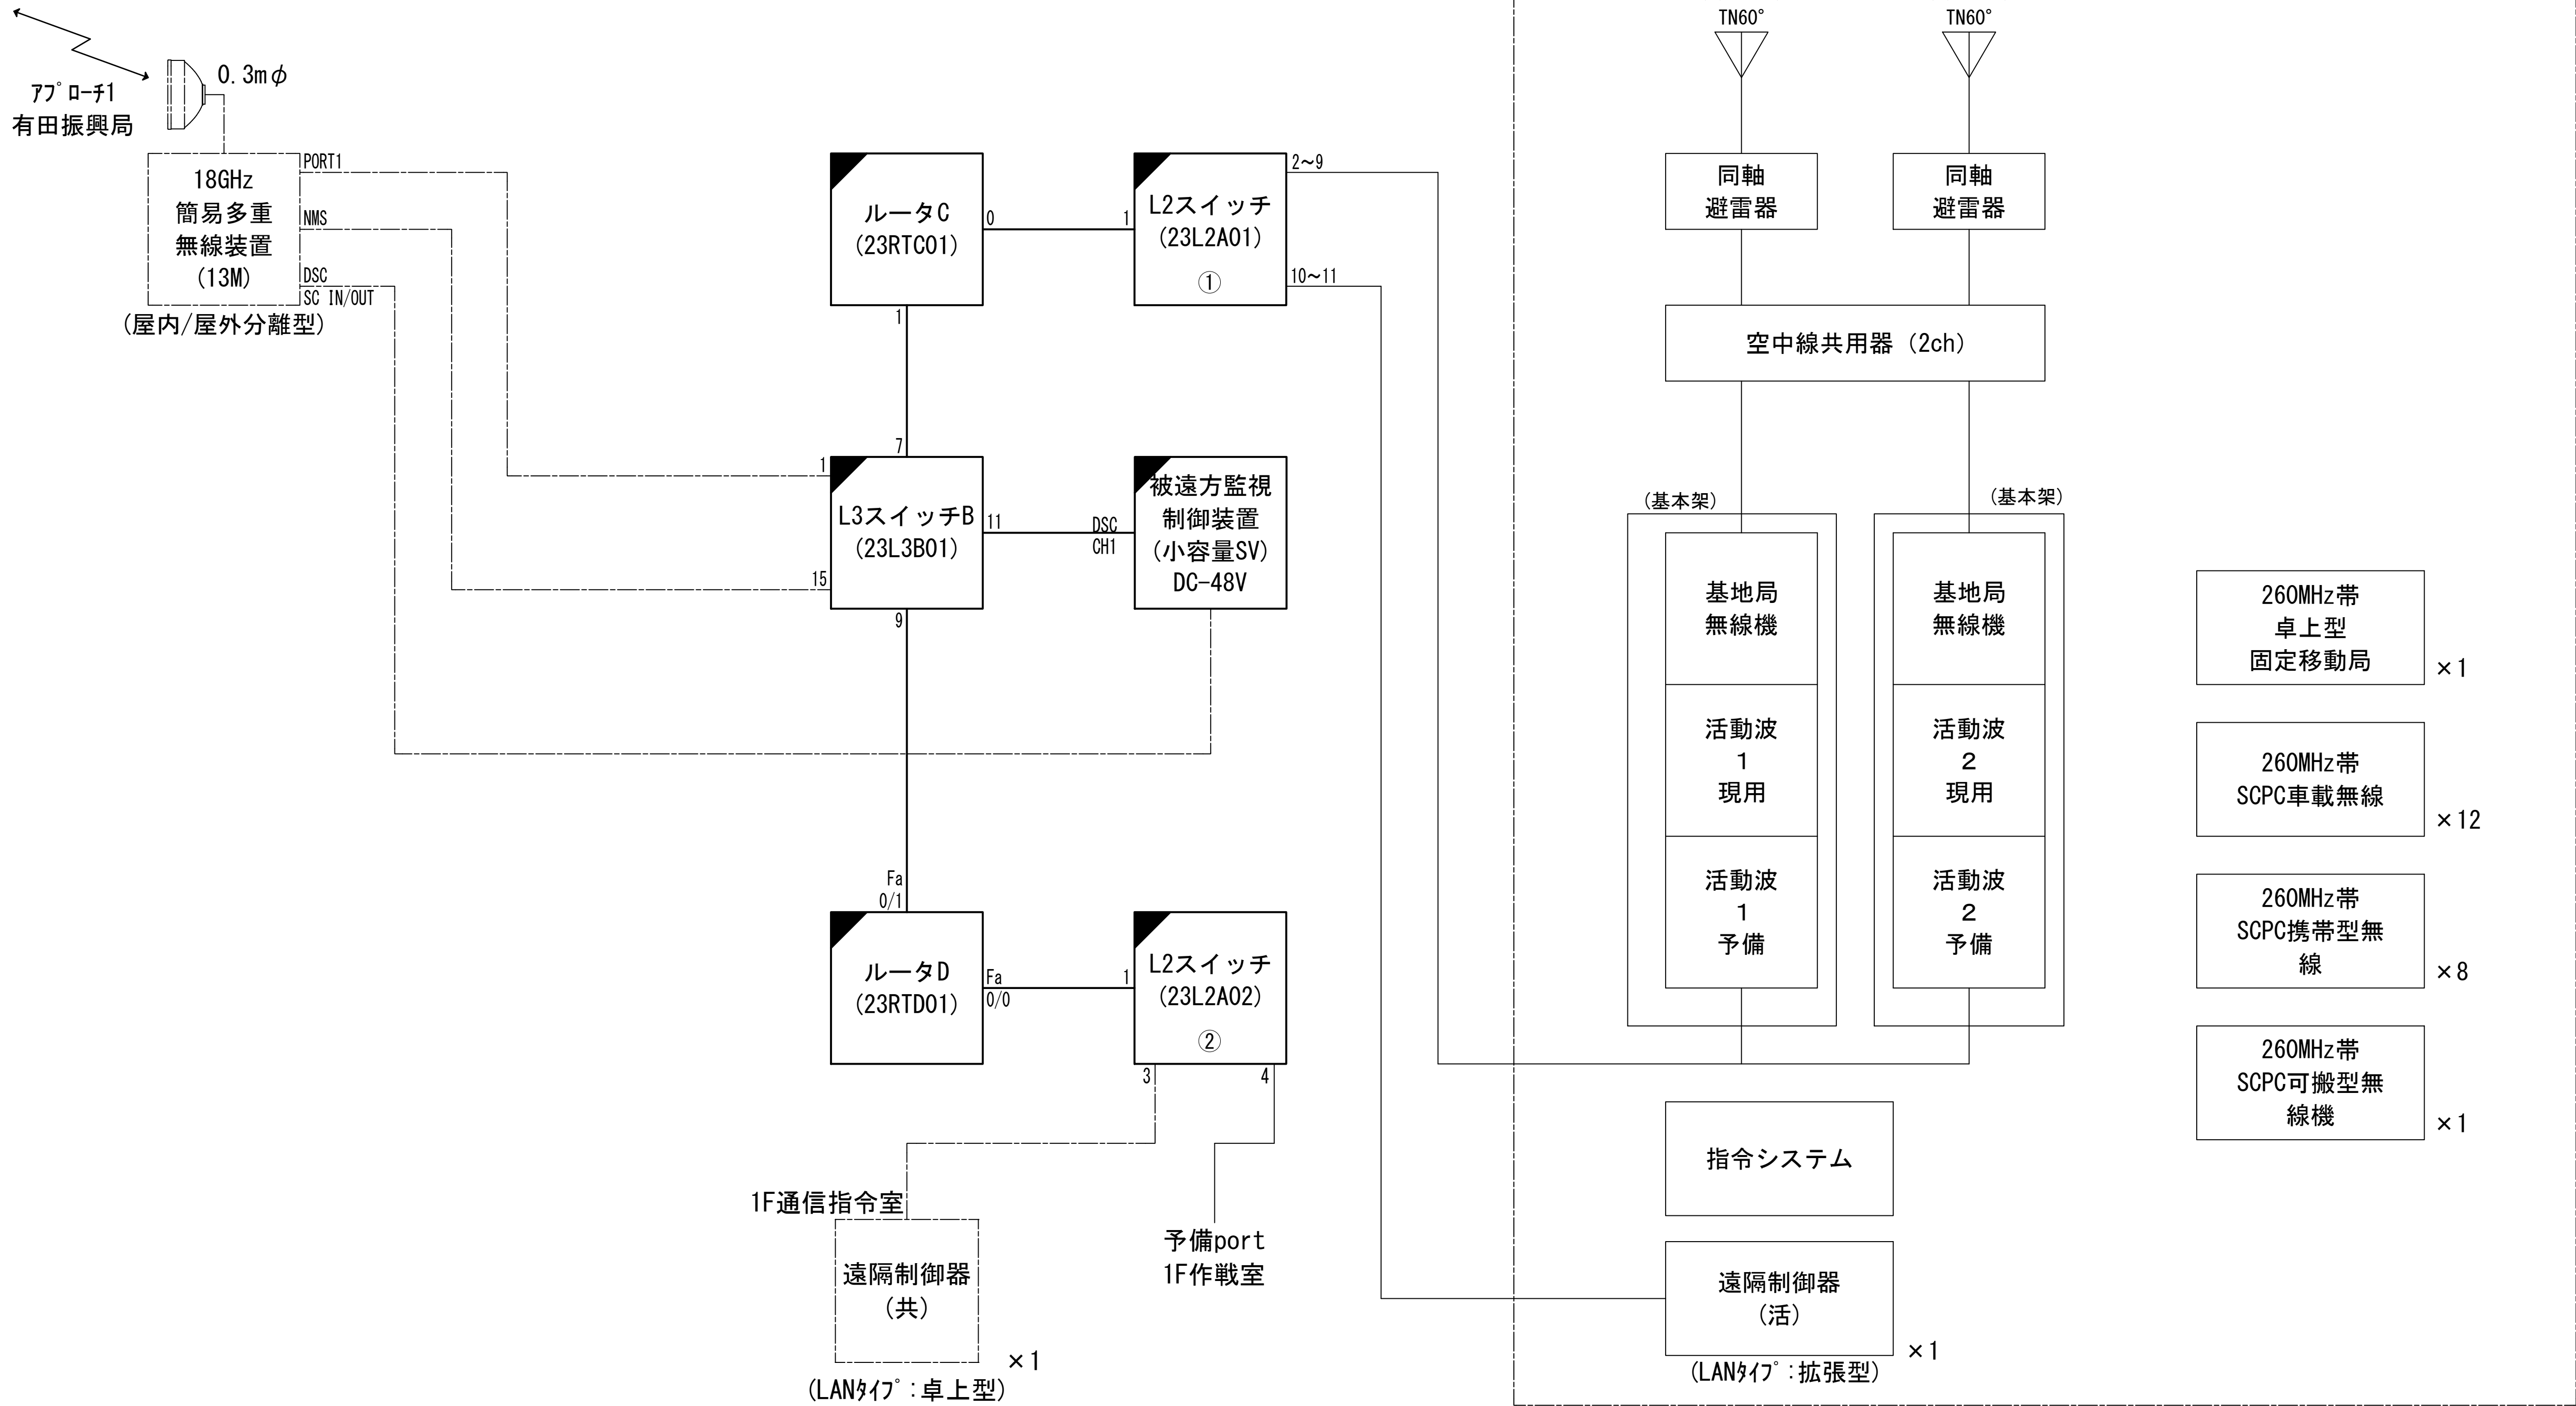 0.3mφ
ｱﾌﾟﾛｰﾁ1
有田振興局
18GHz
簡易多重
無線装置
(13M)
(屋内/屋外分離型)
PORT1
NMS
DSC
SC IN/OUT
ルータC
(23RTC01)
0
1
1
L2スイッチ
(23L2A01)
①
2～9
10～11
7
1
15
L3スイッチB
(23L3B01)
11
9
DSC
CH1
被遠方監視
制御装置
(小容量SV)
DC-48V
Fa
0/1
ルータD
(23RTD01)
Fa
0/0
1
L2スイッチ
(23L2A02)
②
3
4
1F通信指令室
遠隔制御器
(共)
×1
(LANﾀｲﾌﾟ:卓上型)
予備port
1F作戦室
TN60°
TN60°
同軸
避雷器
同軸
避雷器
空中線共用器 (2ch)
(基本架)
(基本架)
基地局
無線機
活動波
1
現用
活動波
1
予備
基地局
無線機
活動波
2
現用
活動波
2
予備
指令システム
遠隔制御器
(活)
×1
(LANﾀｲﾌﾟ:拡張型)
260MHz帯
卓上型
固定移動局
×1
260MHz帯
SCPC車載無線
×12
260MHz帯
SCPC携帯型無
線
×8
260MHz帯
SCPC可搬型無
線機
×1